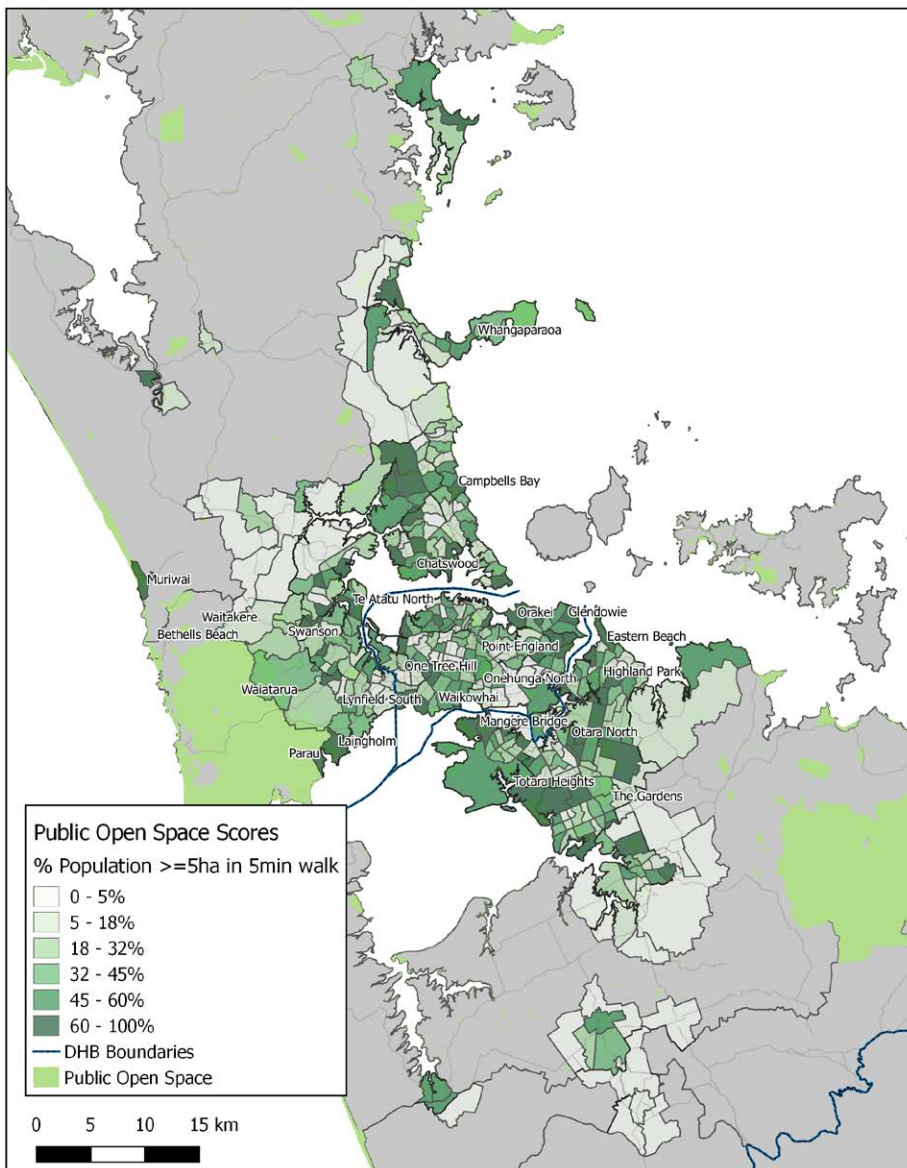 Whangaparaoa
Campbells Bay
Chatswood
Muriwai
Te Atatu North
Waitakere
Orakei
Glendowie
Bethells Beach
Swanson
Eastern Beach
Point England
One Tree Hill
Highland Park
Onehunga North
Waiatarua
Lynfield South
Waikowhai
Mangere Bridge
Otara North
Laingholm
Parau
Totara Heights
The Gardens
Public Open Space Scores
% Population >=5ha in 5min walk
0 - 5%
5 - 18%
18 - 32%
32 - 45%
45 - 60%
60 - 100%
DHB Boundaries
Public Open Space
0 5 10 15 km